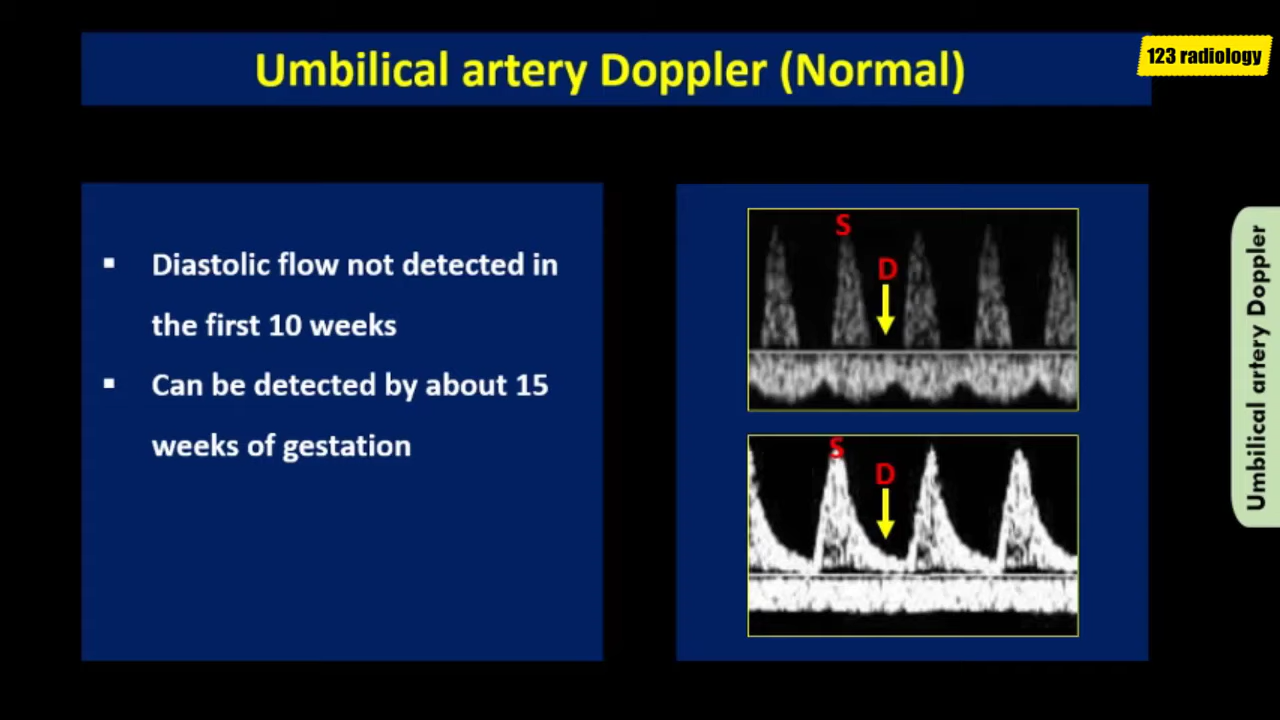 Umbilical artery Doppler (Normal)
123 radiology
▪ Diastolic flow not detected in
the first 10 weeks
▪ Can be detected by about 15
weeks of gestation
S
D
S
D
Umbilical artery Doppler